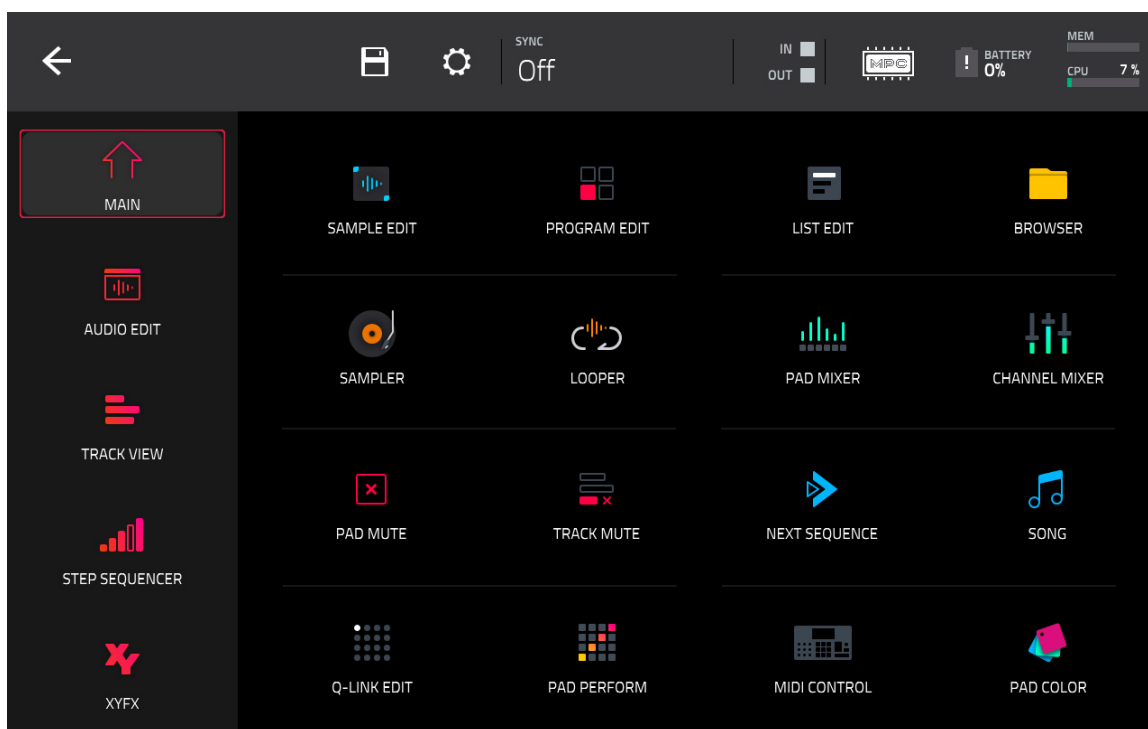 SYNC
Off
IN
OUT
MPC
!
BATTERY
0%
MEM
CPU 7 %
MAIN
AUDIO EDIT
TRACK VIEW
STEP SEQUENCER
XY
XYFX
SAMPLE EDIT
PROGRAM EDIT
LIST EDIT
BROWSER
SAMPLER
LOOPER
PAD MIXER
CHANNEL MIXER
PAD MUTE
TRACK MUTE
NEXT SEQUENCE
SONG
Q-LINK EDIT
PAD PERFORM
MIDI CONTROL
PAD COLOR